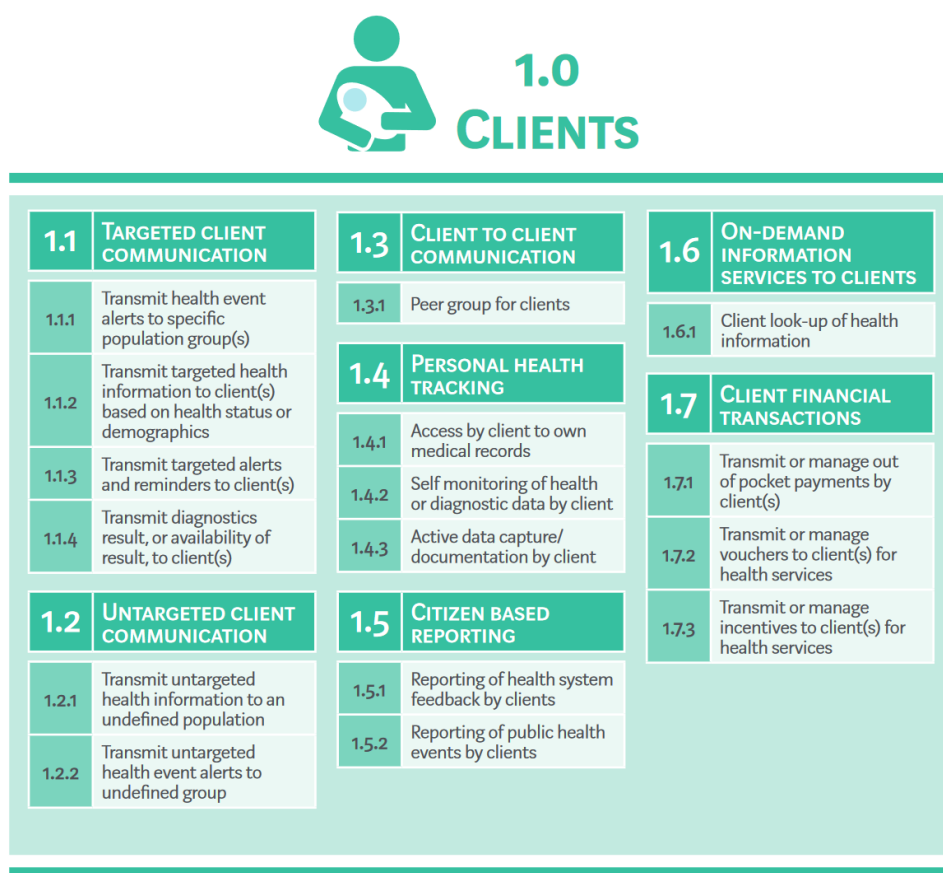 1.0
CLIENTS
1.1
TARGETED CLIENT
COMMUNICATION
1.1.1
Transmit health event
alerts to specific
population group(s)
1.1.2
Transmit targeted health
information to client(s)
based on health status or
demographics
1.1.3
Transmit targeted alerts
and reminders to client(s)
1.1.4
Transmit diagnostics
result, or availability of
result, to client(s)
1.2
UNTARGETED CLIENT
COMMUNICATION
1.2.1
Transmit untargeted
health information to an
undefined population
1.2.2
Transmit untargeted
health event alerts to
undefined group
1.3
CLIENT TO CLIENT
COMMUNICATION
1.3.1
Peer group for clients
1.4
PERSONAL HEALTH
TRACKING
1.4.1
Access by client to own
medical records
1.4.2
Self monitoring of health
or diagnostic data by client
1.4.3
Active data capture/
documentation by client
1.5
CITIZEN BASED
REPORTING
1.5.1
Reporting of health system
feedback by clients
1.5.2
Reporting of public health
events by clients
1.6
ON-DEMAND
INFORMATION
SERVICES TO CLIENTS
1.6.1
Client look-up of health
information
1.7
CLIENT FINANCIAL
TRANSACTIONS
1.7.1
Transmit or manage out
of pocket payments by
client(s)
1.7.2
Transmit or manage
vouchers to client(s) for
health services
1.7.3
Transmit or manage
incentives to client(s) for
health services